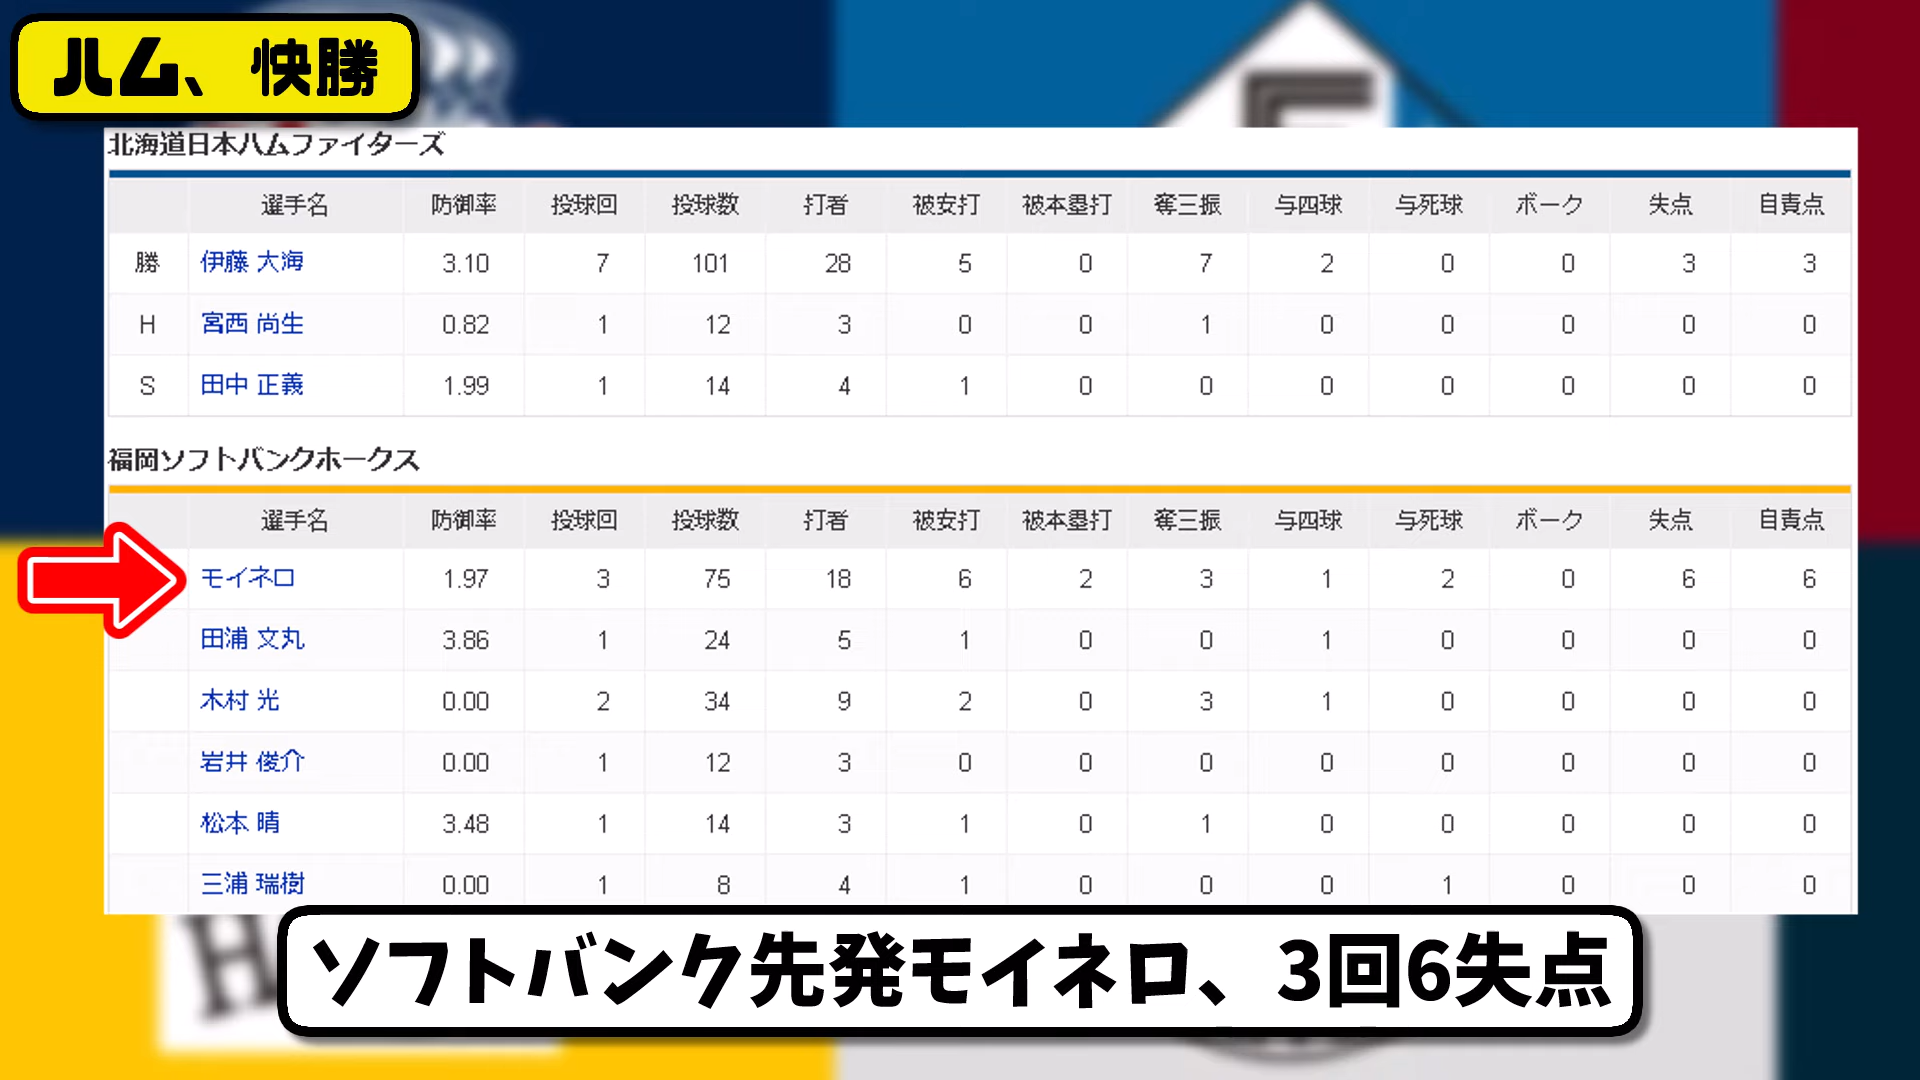 ハム、快勝
北海道日本ハムファイターズ
選手名 防御率 投球回 投球数 打者 被安打 被本塁打 奪三振 与四球 与死球 ボーク 失点 自責点
勝 伊藤 大海 3.10 7 101 28 5 0 7 2 0 0 3 3
H 宮西 尚生 0.82 1 12 3 0 0 1 0 0 0 0 0
S 田中 正義 1.99 1 14 4 1 0 0 0 0 0 0 0
福岡ソフトバンクホークス
選手名 防御率 投球回 投球数 打者 被安打 被本塁打 奪三振 与四球 与死球 ボーク 失点 自責点
モイネロ 1.97 3 75 18 6 2 3 1 2 0 6 6
田浦 文丸 3.86 1 24 5 1 0 0 1 0 0 0 0
木村 光 0.00 2 34 9 2 0 3 1 0 0 0 0
岩井 俊介 0.00 1 12 3 0 0 0 0 0 0 0 0
松本 晴 3.48 1 14 3 1 0 1 0 0 0 0 0
三浦 瑞樹 0.00 1 8 4 1 0 0 0 1 0 0 0
H
ソフトバンク先発モイネロ、3回6失点